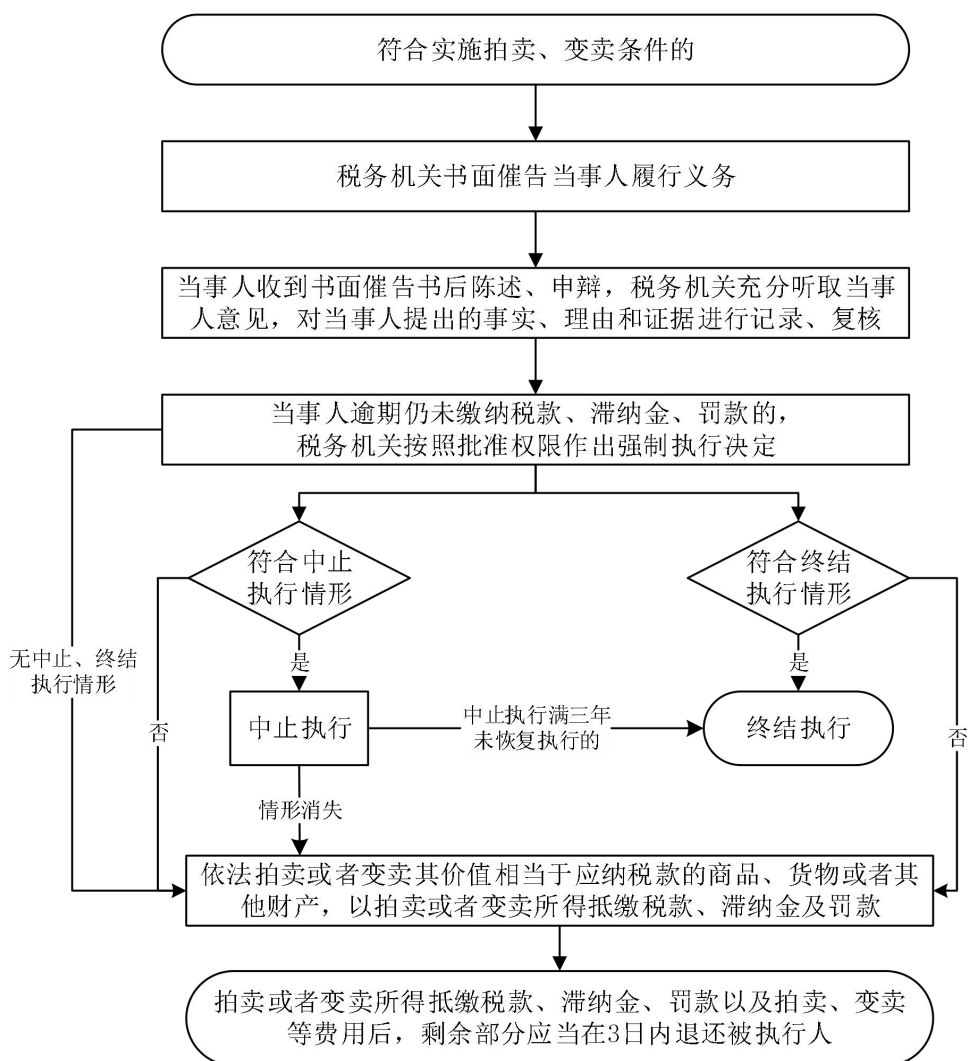 符合实施拍卖、变卖条件的
税务机关书面催告当事人履行义务
当事人收到书面催告书后陈述、申辩，税务机关充分听取当事
人意见，对当事人提出的事实、理由和证据进行记录、复核
当事人逾期仍未缴纳税款、滞纳金、罚款的，
税务机关按照批准权限作出强制执行决定
符合中止
执行情形
符合终结
执行情形
无中止、终结
执行情形
是
是
否
中止执行
中止执行满三年
未恢复执行的
终结执行
否
情形消失
依法拍卖或者变卖其价值相当于应纳税款的商品、货物或者其
他财产，以拍卖或者变卖所得抵缴税款、滞纳金及罚款
拍卖或者变卖所得抵缴税款、滞纳金、罚款以及拍卖、变卖
等费用后，剩余部分应当在3日内退还被执行人